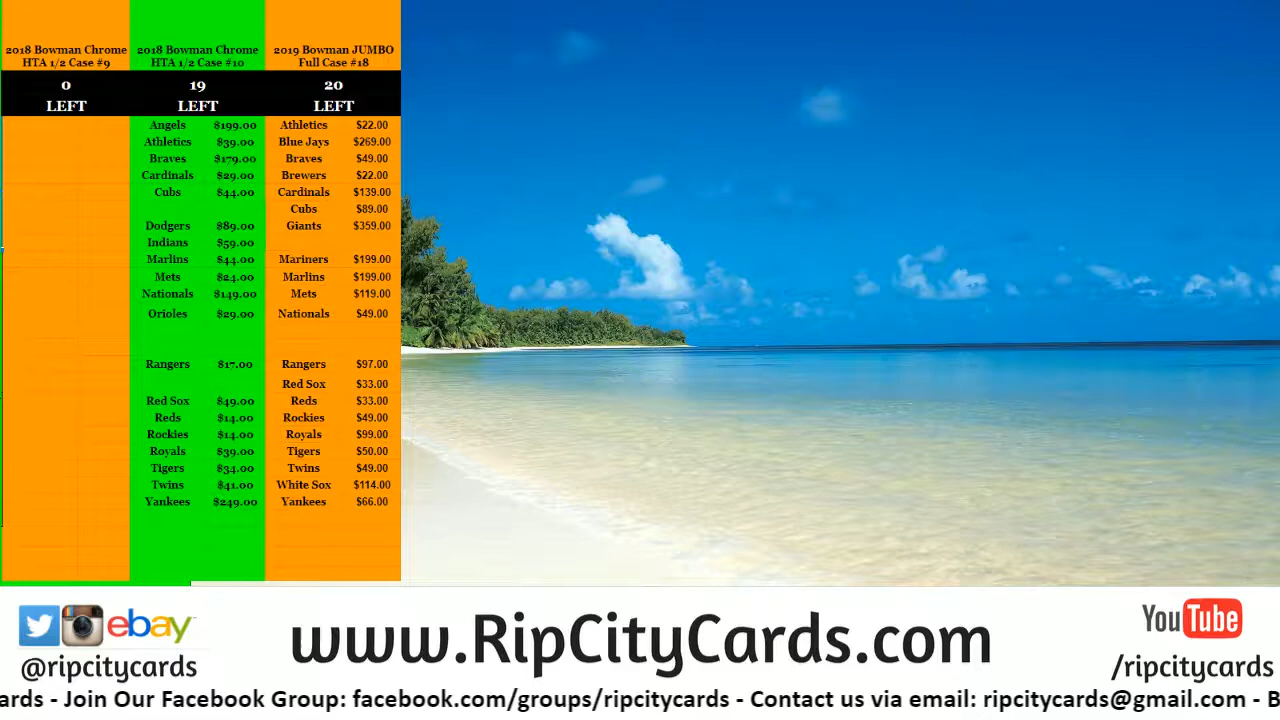 2018 Bowman Chrome
HTA 1/2 Case #9
0
LEFT
2018 Bowman Chrome
HTA 1/2 Case #10
19
LEFT
Angels $199.00
Athletics $39.00
Braves $179.00
Cardinals $29.00
Cubs $44.00
Dodgers $89.00
Indians $59.00
Marlins $44.00
Mets $24.00
Nationals $149.00
Orioles $29.00
Rangers $17.00
Red Sox $49.00
Reds $14.00
Rockies $14.00
Royals $39.00
Tigers $34.00
Twins $41.00
Yankees $249.00
2019 Bowman JUMBO
Full Case #18
20
LEFT
Athletics $22.00
Blue Jays $269.00
Braves $49.00
Brewers $22.00
Cardinals $139.00
Cubs $89.00
Giants $359.00
Mariners $199.00
Marlins $199.00
Mets $119.00
Nationals $49.00
Rangers $97.00
Red Sox $33.00
Reds $33.00
Rockies $49.00
Royals $99.00
Tigers $50.00
Twins $49.00
White Sox $114.00
Yankees $66.00
ebay
@ripcitycards
www.RipCityCards.com
YouTube
/ripcitycards
ards - Join Our Facebook Group: facebook.com/groups/ripcitycards - Contact us via email: ripcitycards@gmail.com - B